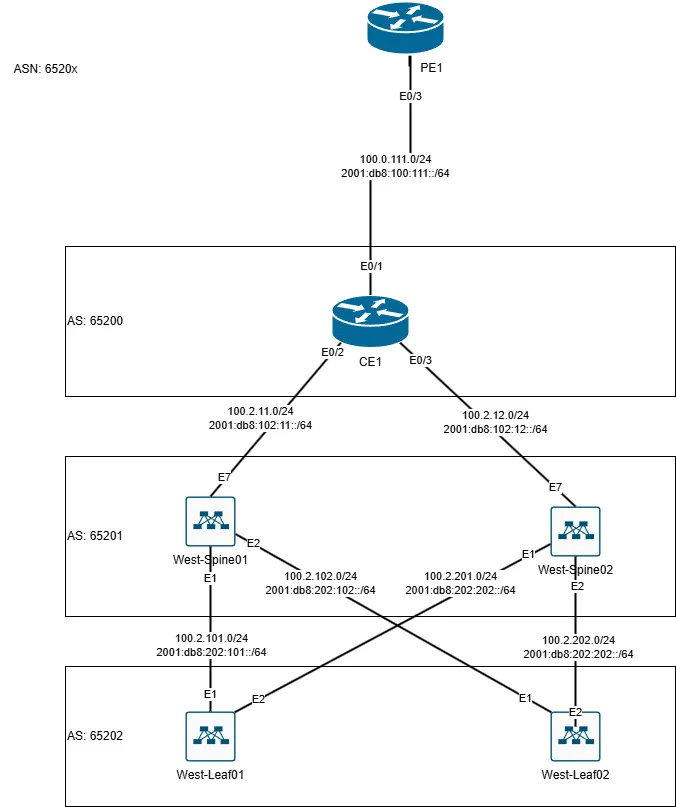 PE1
ASN: 6520x
E0/3
100.0.111.0/24
2001:db8:100:111::/64
E0/1
AS: 65200
E0/2
E0/3
CE1
100.2.11.0/24
2001:db8:102:11::/64
100.2.12.0/24
2001:db8:102:12::/64
E7
E7
AS: 65201
E2
West-Spine01
E1
E1
West-Spine02
E2
100.2.102.0/24
2001:db8:202:102::/64
100.2.201.0/24
2001:db8:202:202::/64
100.2.101.0/24
2001:db8:202:101::/64
100.2.202.0/24
2001:db8:202:202::/64
E1
E2
E1
E2
AS: 65202
West-Leaf01
West-Leaf02